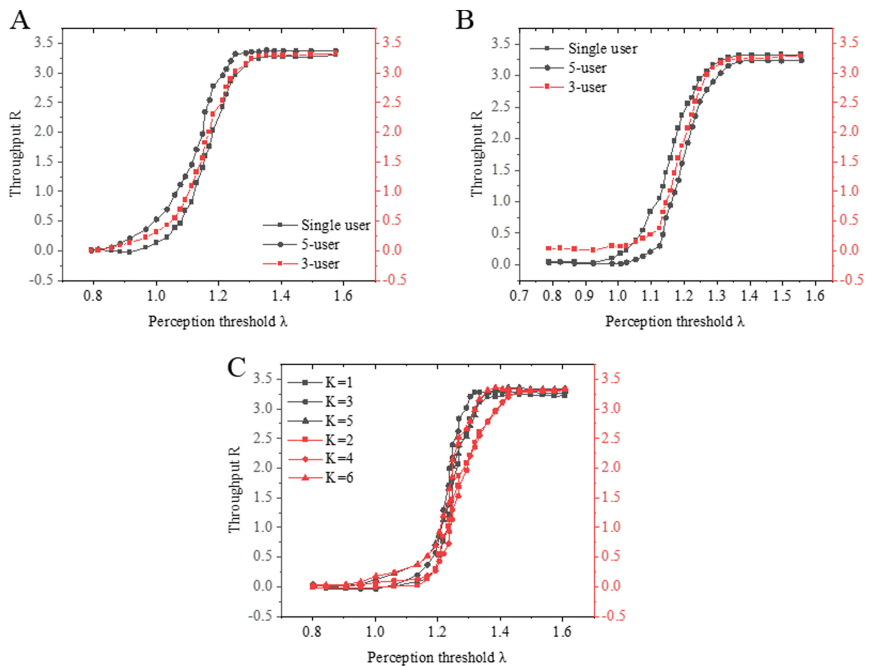 A
3.5
3.0
2.5
2.0
1.5
1.0
0.5
0.0
-0.5
Throughput R
3.5
3.0
2.5
2.0
1.5
1.0
0.5
0.0
-0.5
Single user
5-user
3-user
0.8 1.0 1.2 1.4 1.6
Perception threshold λ
B
3.5
3.0
2.5
2.0
1.5
1.0
0.5
0.0
Throughput R
3.5
3.0
2.5
2.0
1.5
1.0
0.5
0.0
-0.5
Single user
5-user
3-user
0.7 0.8 0.9 1.0 1.1 1.2 1.3 1.4 1.5 1.6
Perception threshold λ
C
3.5
3.0
2.5
2.0
1.5
1.0
0.5
0.0
-0.5
Throughput R
3.5
3.0
2.5
2.0
1.5
1.0
0.5
0.0
-0.5
K=1
K=3
K=5
K=2
K=4
K=6
0.8 1.0 1.2 1.4 1.6
Perception threshold λ